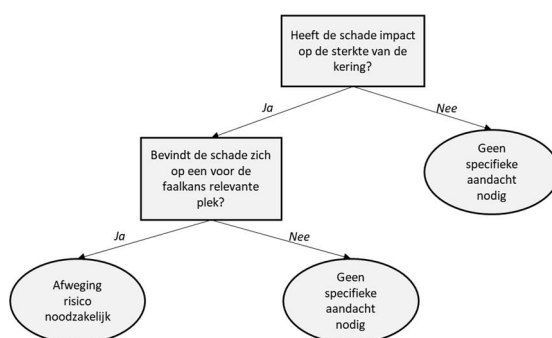 Heeft de schade impact
op de sterkte van de
kering?
Ja
Nee
Bevindt de schade zich
op een voor de
faalkans relevante
plek?
Geen
specifieke
aandacht
nodig
Ja
Nee
Afweging
risico
noodzakelijk
Geen
specifieke
aandacht
nodig